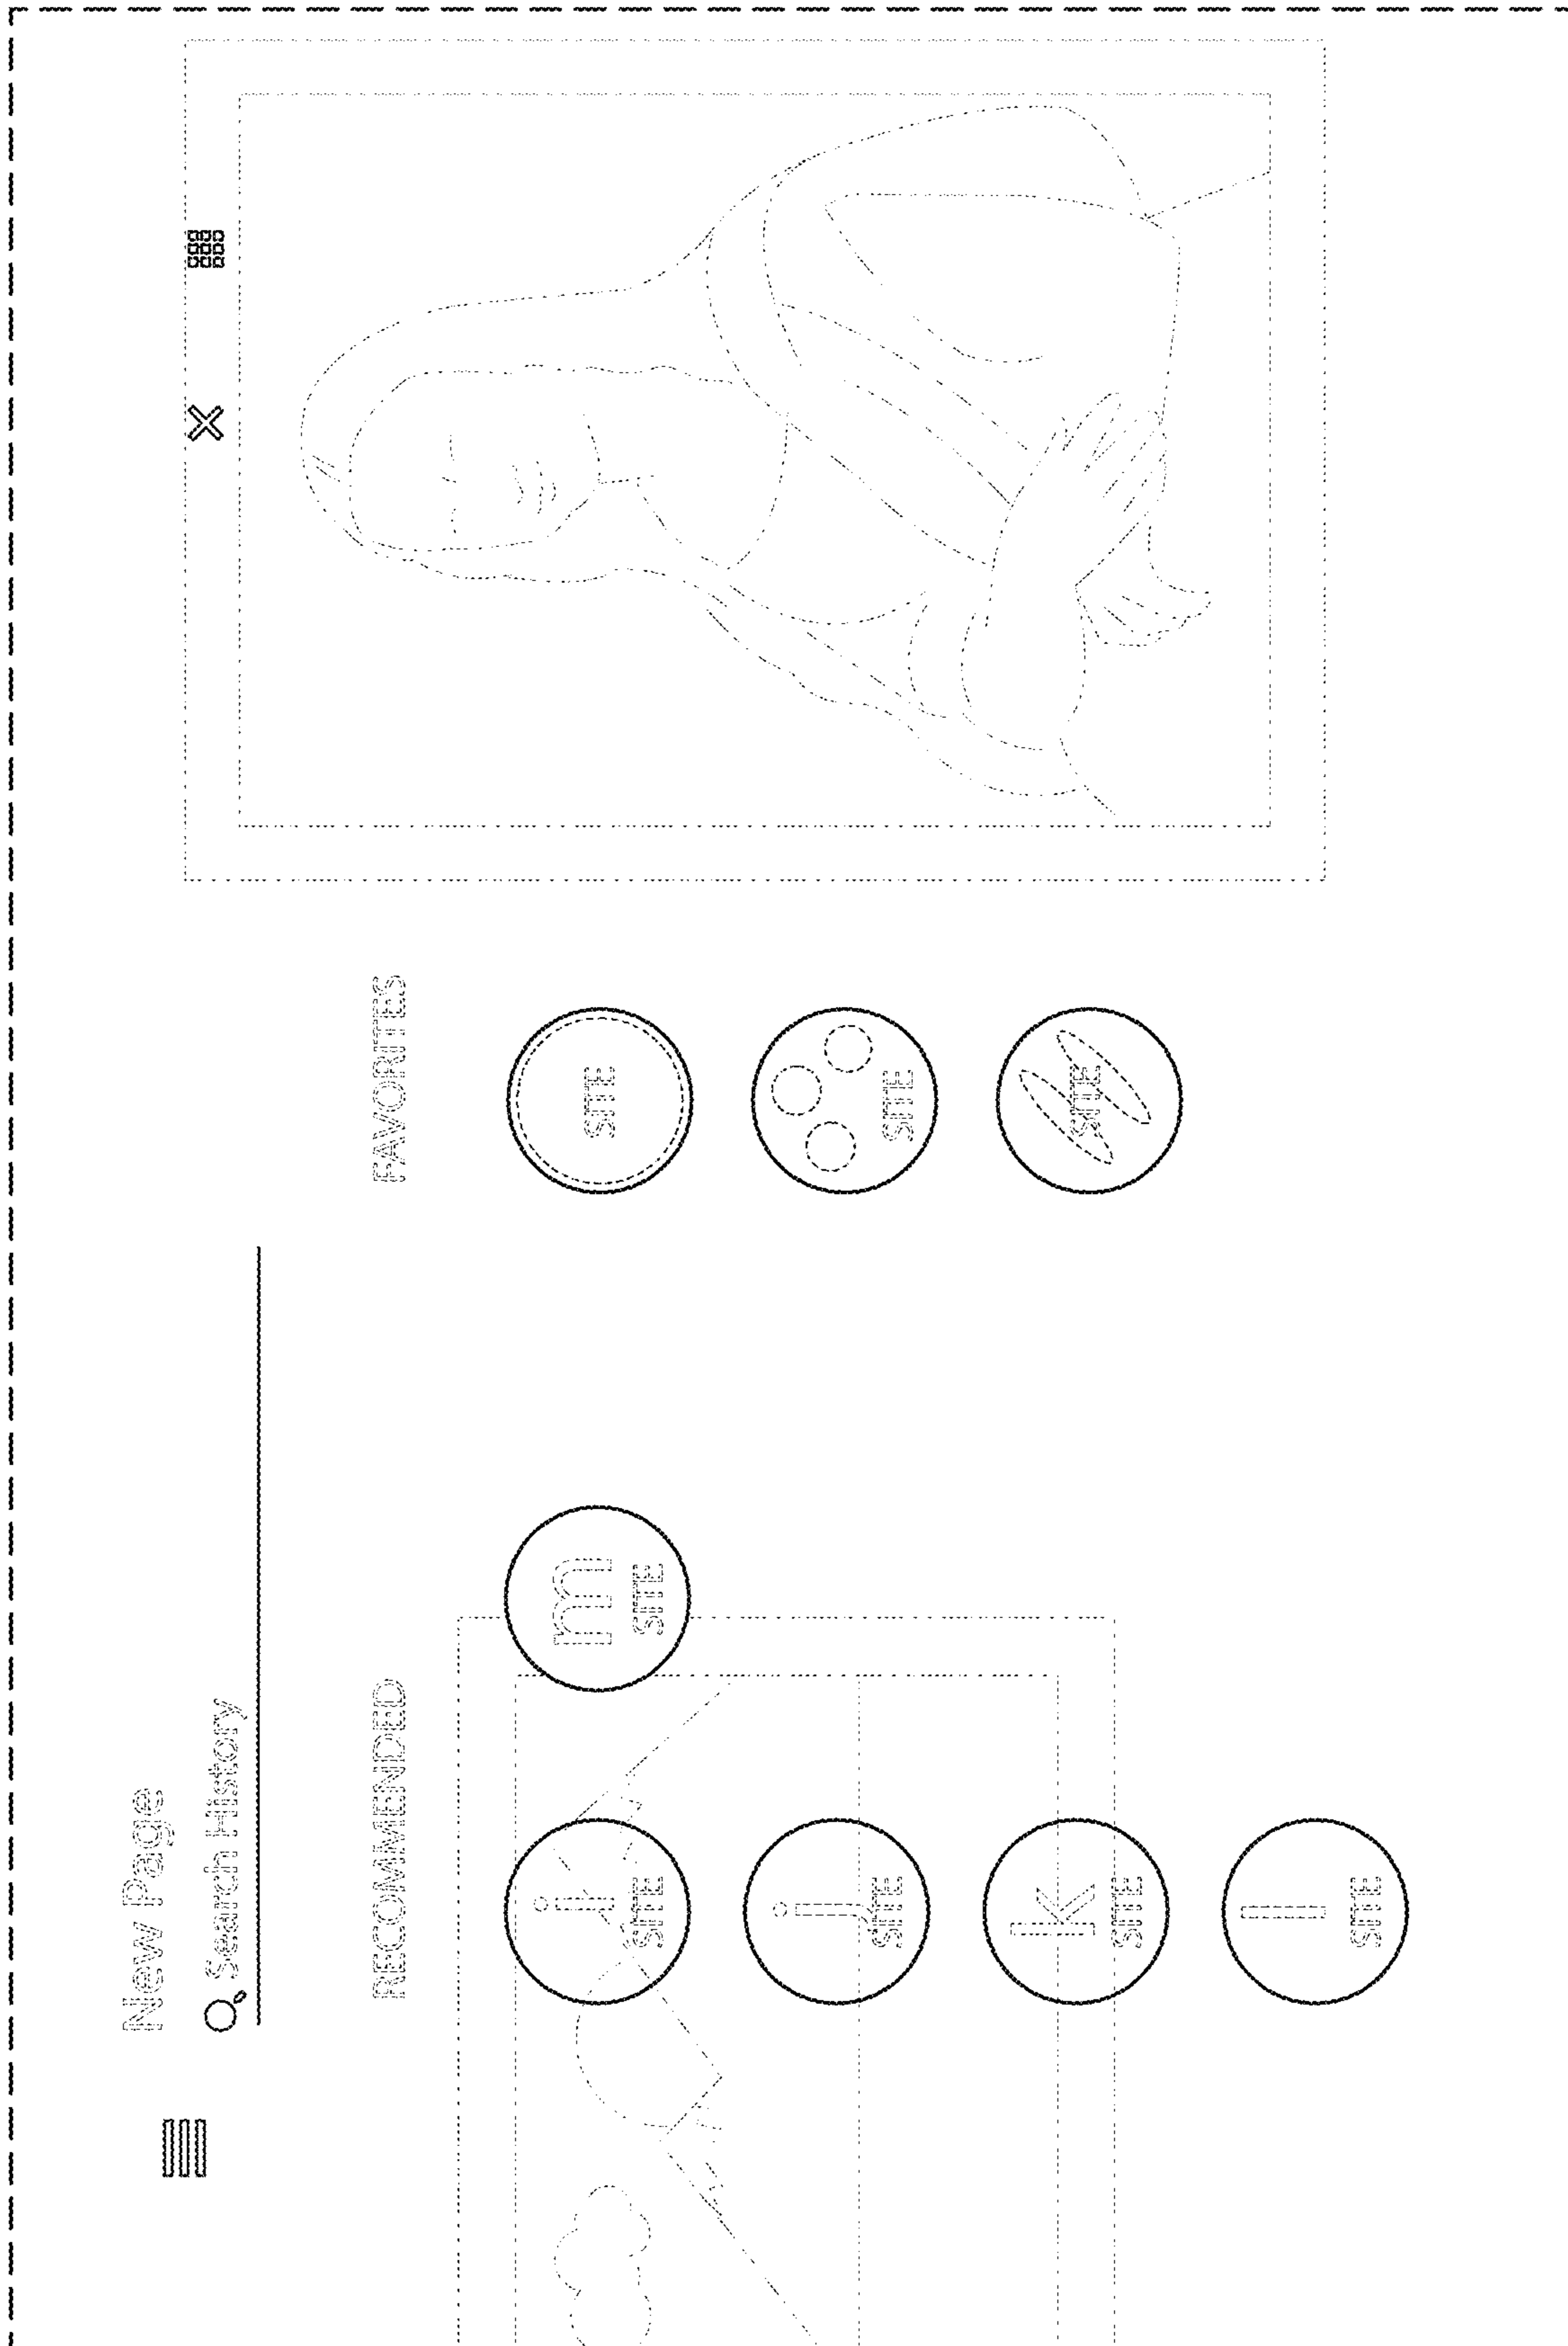 New Page
Search History
RECOMMENDED
FAVORITES
i
SITE
m
SITE
SITE
j
SITE
SITE
k
SITE
SITE
l
SITE